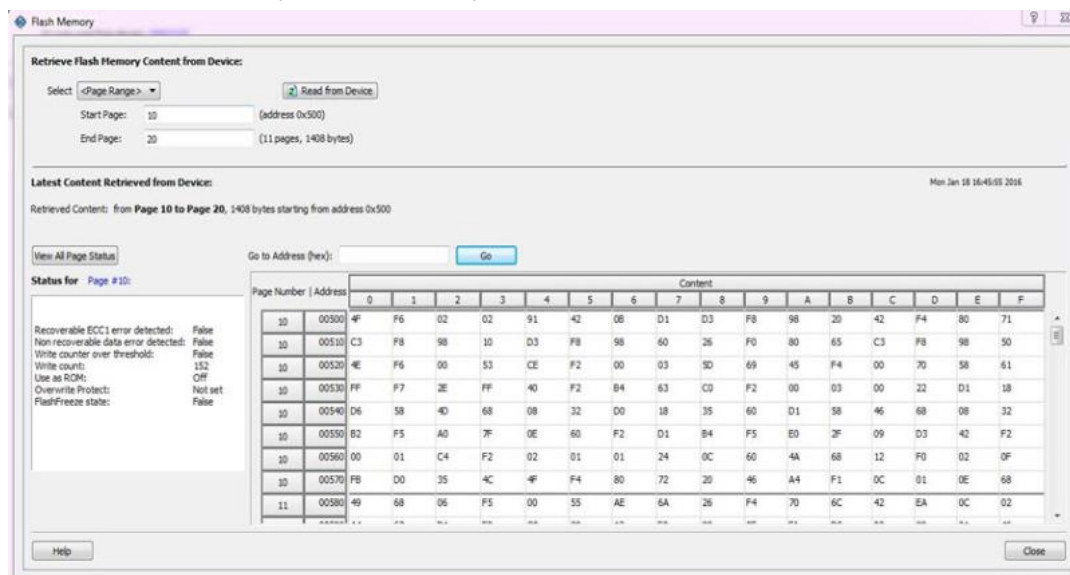 Flash Memory
Retrieve Flash Memory Content from Device:
Select <Page Range> Read from Device
Start Page: 10 (address 0x500)
End Page: 20 (11 pages, 1408 bytes)
Latest Content Retrieved from Device: Mon Jan 18 16:45:55 2016
Retrieved Content: from Page 10 to Page 20, 1408 bytes starting from address 0x500
View All Page Status Go to Address (hex): Go
Status for Page #10:
Recoverable ECC1 error detected: False
Non recoverable data error detected: False
Write counter over threshold: False
Write count: 152
Use as ROM: Off
Overwrite Protect: Not set
FlashFreeze state: False
Page Number | Address Content
0 1 2 3 4 5 6 7 8 9 A B C D E F
10 00500 4F F6 02 02 91 42 0B D1 D3 F8 98 20 42 F4 80 71
10 00510 C3 F8 98 10 D3 F8 98 60 26 F0 80 65 C3 F8 98 50
10 00520 4E F6 00 53 CE F2 00 03 5D 69 45 F4 00 70 58 61
10 00530 FF F7 2E FF 40 F2 B4 63 C0 F2 00 03 00 22 D1 18
10 00540 D6 58 4D 68 08 32 D0 18 35 60 D1 58 46 68 08 32
10 00550 B2 F5 A0 7F 0E 60 F2 D1 B4 F5 E0 2F 09 D3 42 F2
10 00560 00 01 C4 F2 02 01 01 24 0C 60 4A 68 12 F0 02 0F
10 00570 FB D0 35 4C 4F F4 80 72 20 46 A4 F1 0C 01 0E 68
11 00580 49 68 06 F5 00 55 AE 6A 26 F4 70 6C 42 EA 0C 02
Help Close